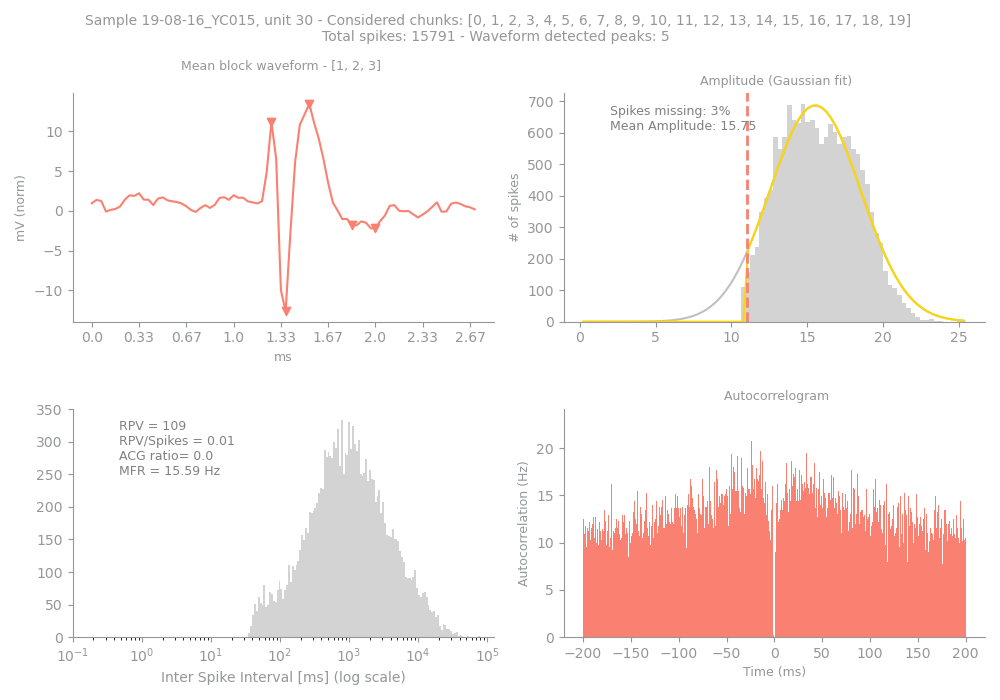 Sample 19-08-16_YC015, unit 30 - Considered chunks: [0, 1, 2, 3, 4, 5, 6, 7, 8, 9, 10, 11, 12, 13, 14, 15, 16, 17, 18, 19]
Total spikes: 15791 - Waveform detected peaks: 5
Mean block waveform - [1, 2, 3]
mV (norm)
10
5
0
−5
−10
0.0 0.33 0.67 1.0 1.33 1.67 2.0 2.33 2.67
ms
Amplitude (Gaussian fit)
Spikes missing: 3%
Mean Amplitude: 15.75
# of spikes
700
600
500
400
300
200
100
0
0 5 10 15 20 25
RPV = 109
RPV/Spikes = 0.01
ACG ratio= 0.0
MFR = 15.59 Hz
350
300
250
200
150
100
50
0
10⁻¹ 10⁰ 10¹ 10² 10³ 10⁴ 10⁵
Inter Spike Interval [ms] (log scale)
Autocorrelogram
Autocorrelation (Hz)
20
15
10
5
0
−200 −150 −100 −50 0 50 100 150 200
Time (ms)